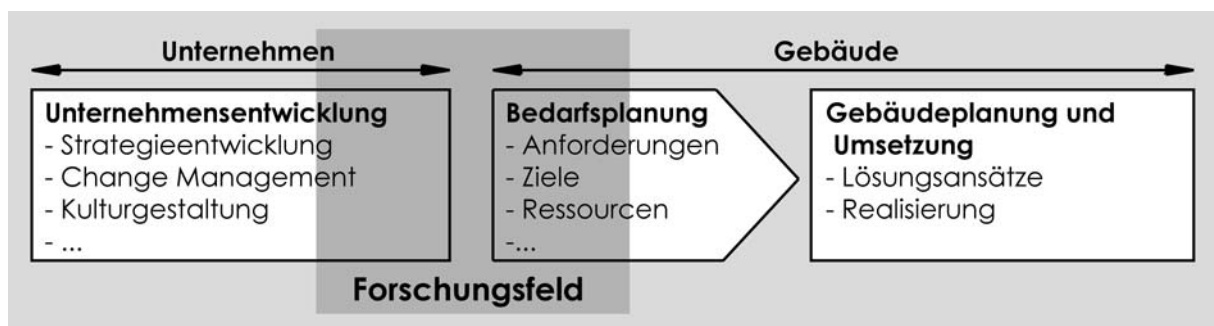 Unternehmen
Gebäude
Unternehmensentwicklung
- Strategieentwicklung
- Change Management
- Kulturgestaltung
- ...
Bedarfsplanung
- Anforderungen
- Ziele
- Ressourcen
-...
Gebäudeplanung und
Umsetzung
- Lösungsansätze
- Realisierung
Forschungsfeld